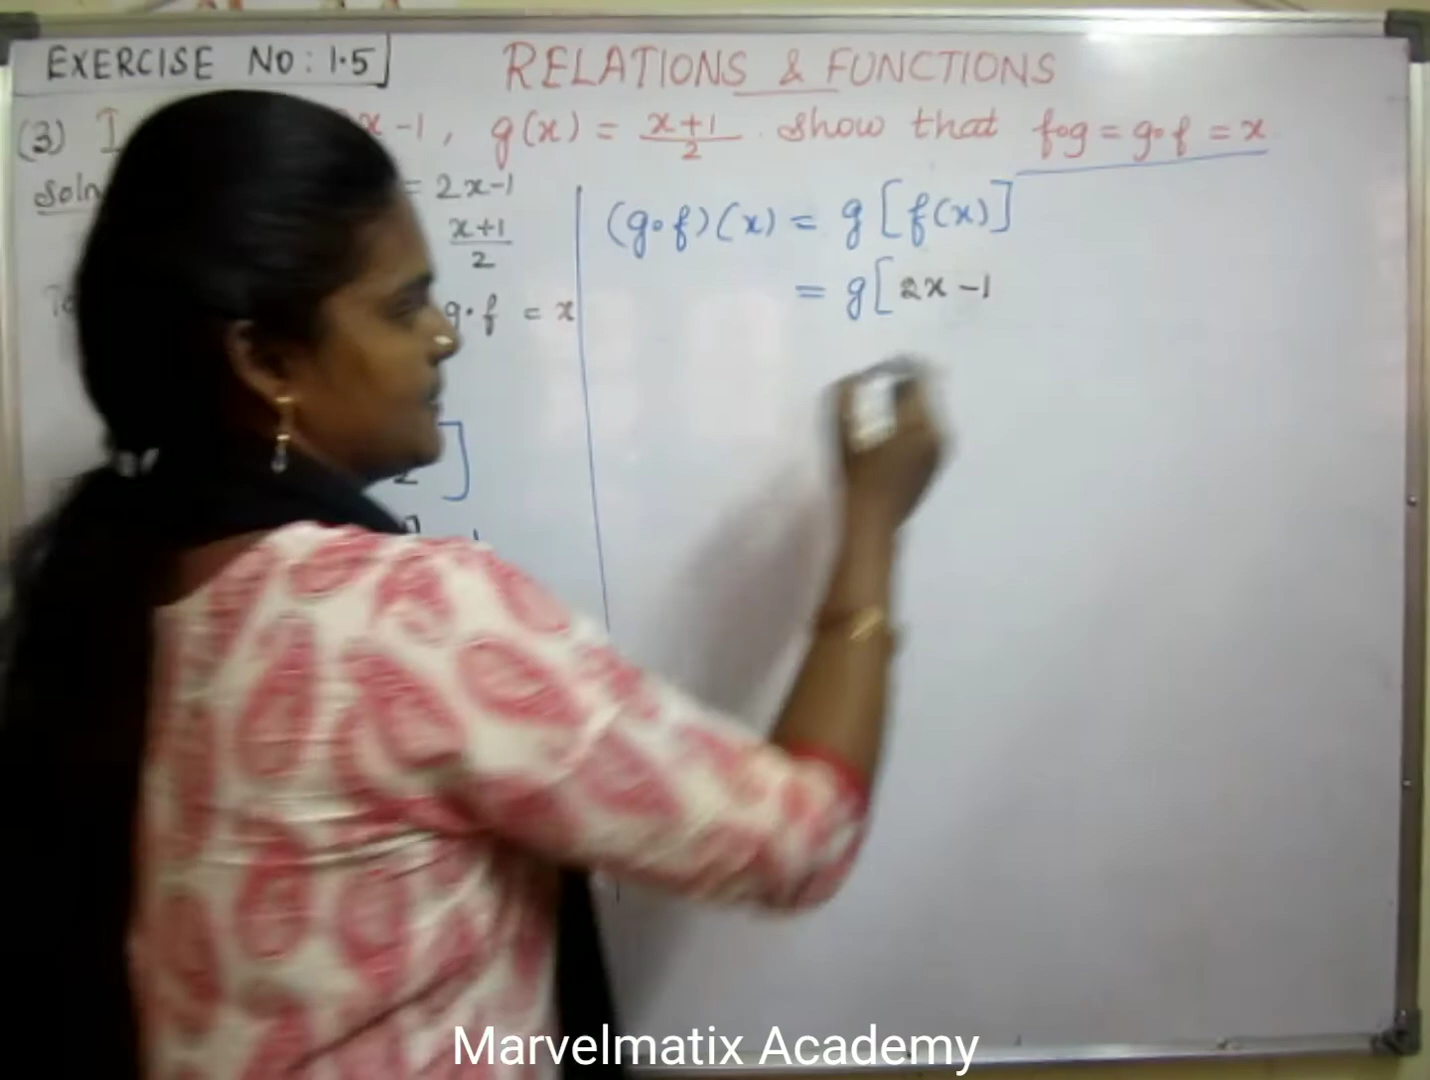 EXERCISE NO: 1.5
RELATIONS & FUNCTIONS
(3) I x-1, g(x) = x+1/2. Show that fog = g∘f = x
Soln = 2x-1
x+1/2
g∘f = x
]
(g∘f)(x) = g[f(x)]
= g[2x-1
Marvelmatix Academy